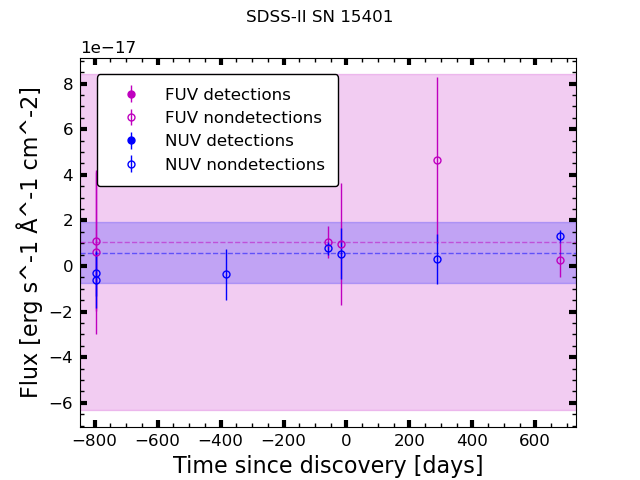 SDSS-II SN 15401
1e−17
FUV detections
FUV nondetections
NUV detections
NUV nondetections
8
6
4
2
0
−2
−4
−6
Flux [erg s^-1 Å^-1 cm^-2]
−800 −600 −400 −200 0 200 400 600
Time since discovery [days]